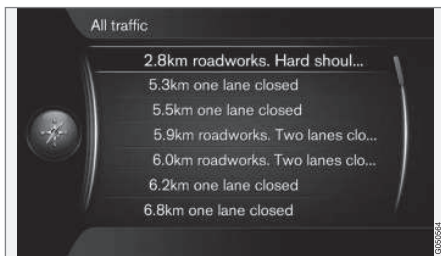 All traffic
2.8km roadworks. Hard shoul...
5.3km one lane closed
5.5km one lane closed
5.9km roadworks. Two lanes clo...
6.0km roadworks. Two lanes clo...
6.2km one lane closed
6.8km one lane closed
G050564